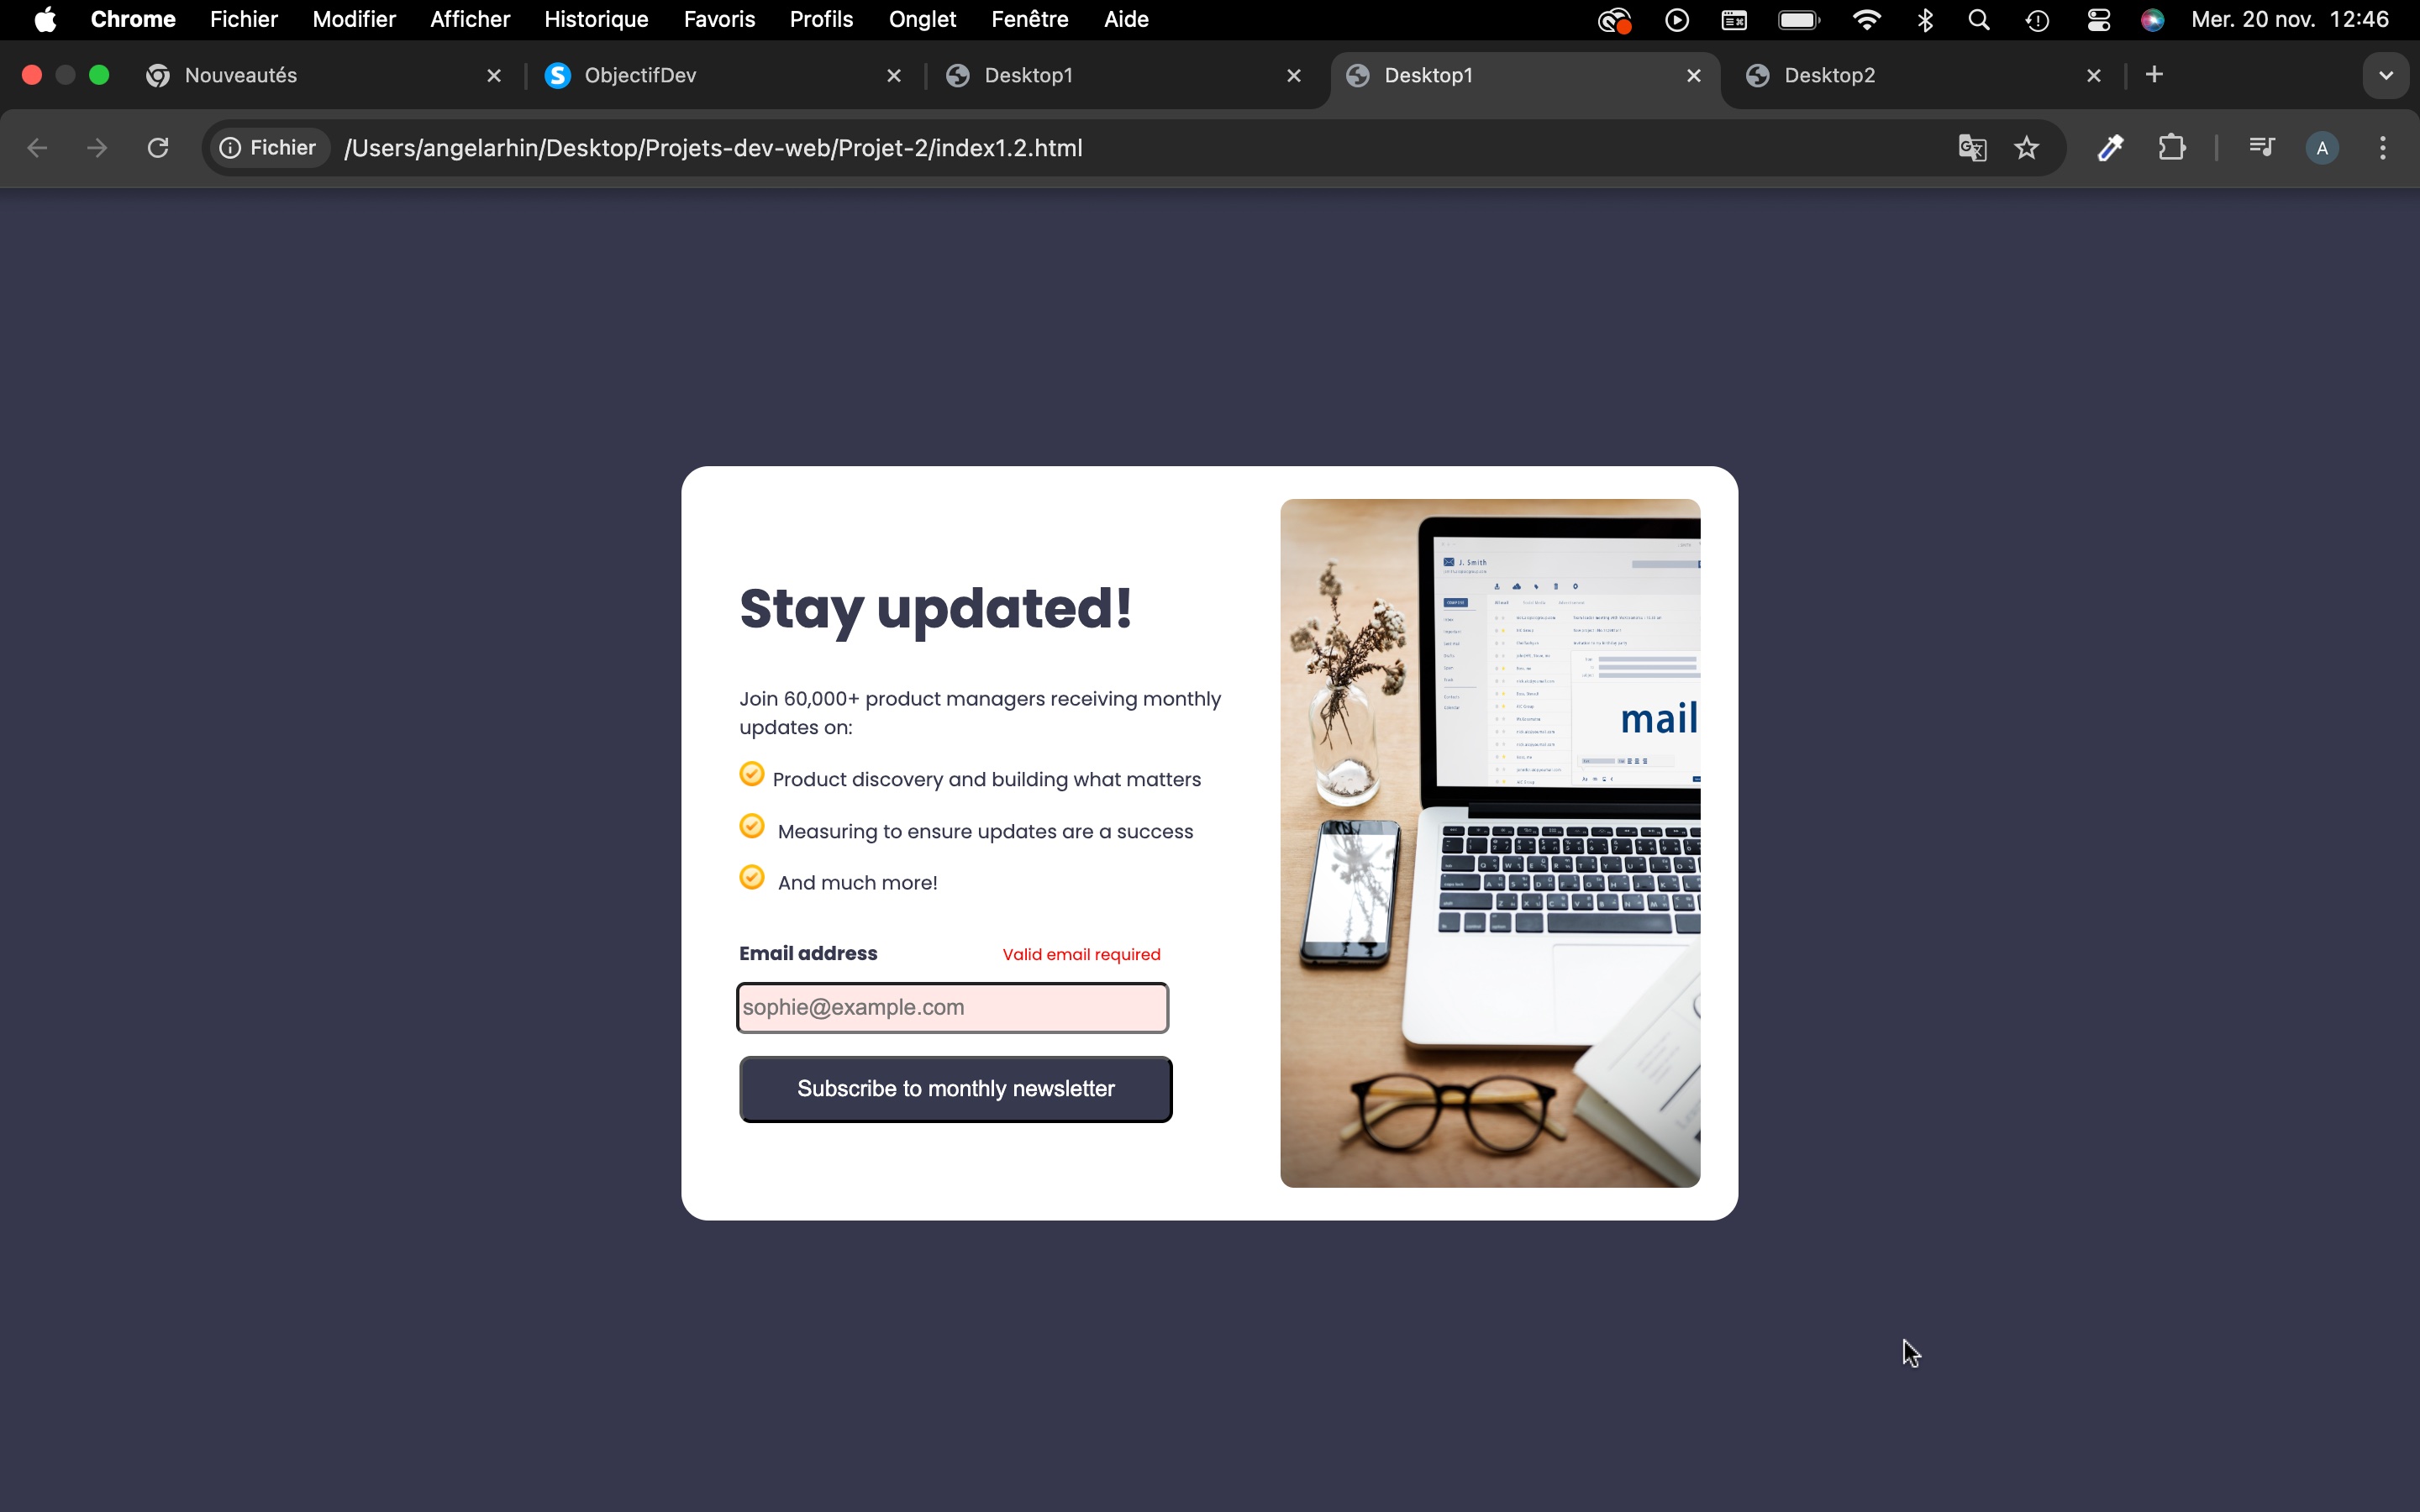 Chrome Fichier Modifier Afficher Historique Favoris Profils Onglet Fenêtre Aide Mer. 20 nov. 12:46
Nouveautés ObjectifDev Desktop1 Desktop1 Desktop2
Fichier /Users/angelarhin/Desktop/Projets-dev-web/Projet-2/index1.2.html A
Stay updated!
Join 60,000+ product managers receiving monthly
updates on:
Product discovery and building what matters
Measuring to ensure updates are a success
And much more!
Email address Valid email required
sophie@example.com
Subscribe to monthly newsletter
J. Smith
mail